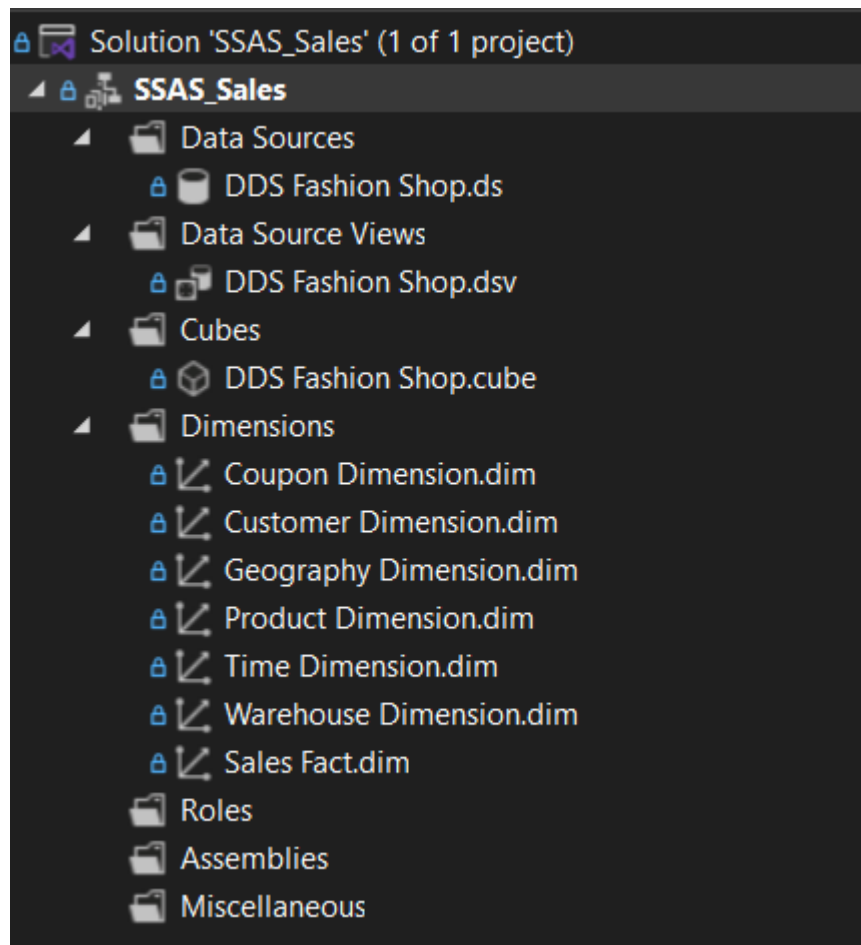 Solution 'SSAS_Sales' (1 of 1 project)
SSAS_Sales
Data Sources
DDS Fashion Shop.ds
Data Source Views
DDS Fashion Shop.dsv
Cubes
DDS Fashion Shop.cube
Dimensions
Coupon Dimension.dim
Customer Dimension.dim
Geography Dimension.dim
Product Dimension.dim
Time Dimension.dim
Warehouse Dimension.dim
Sales Fact.dim
Roles
Assemblies
Miscellaneous